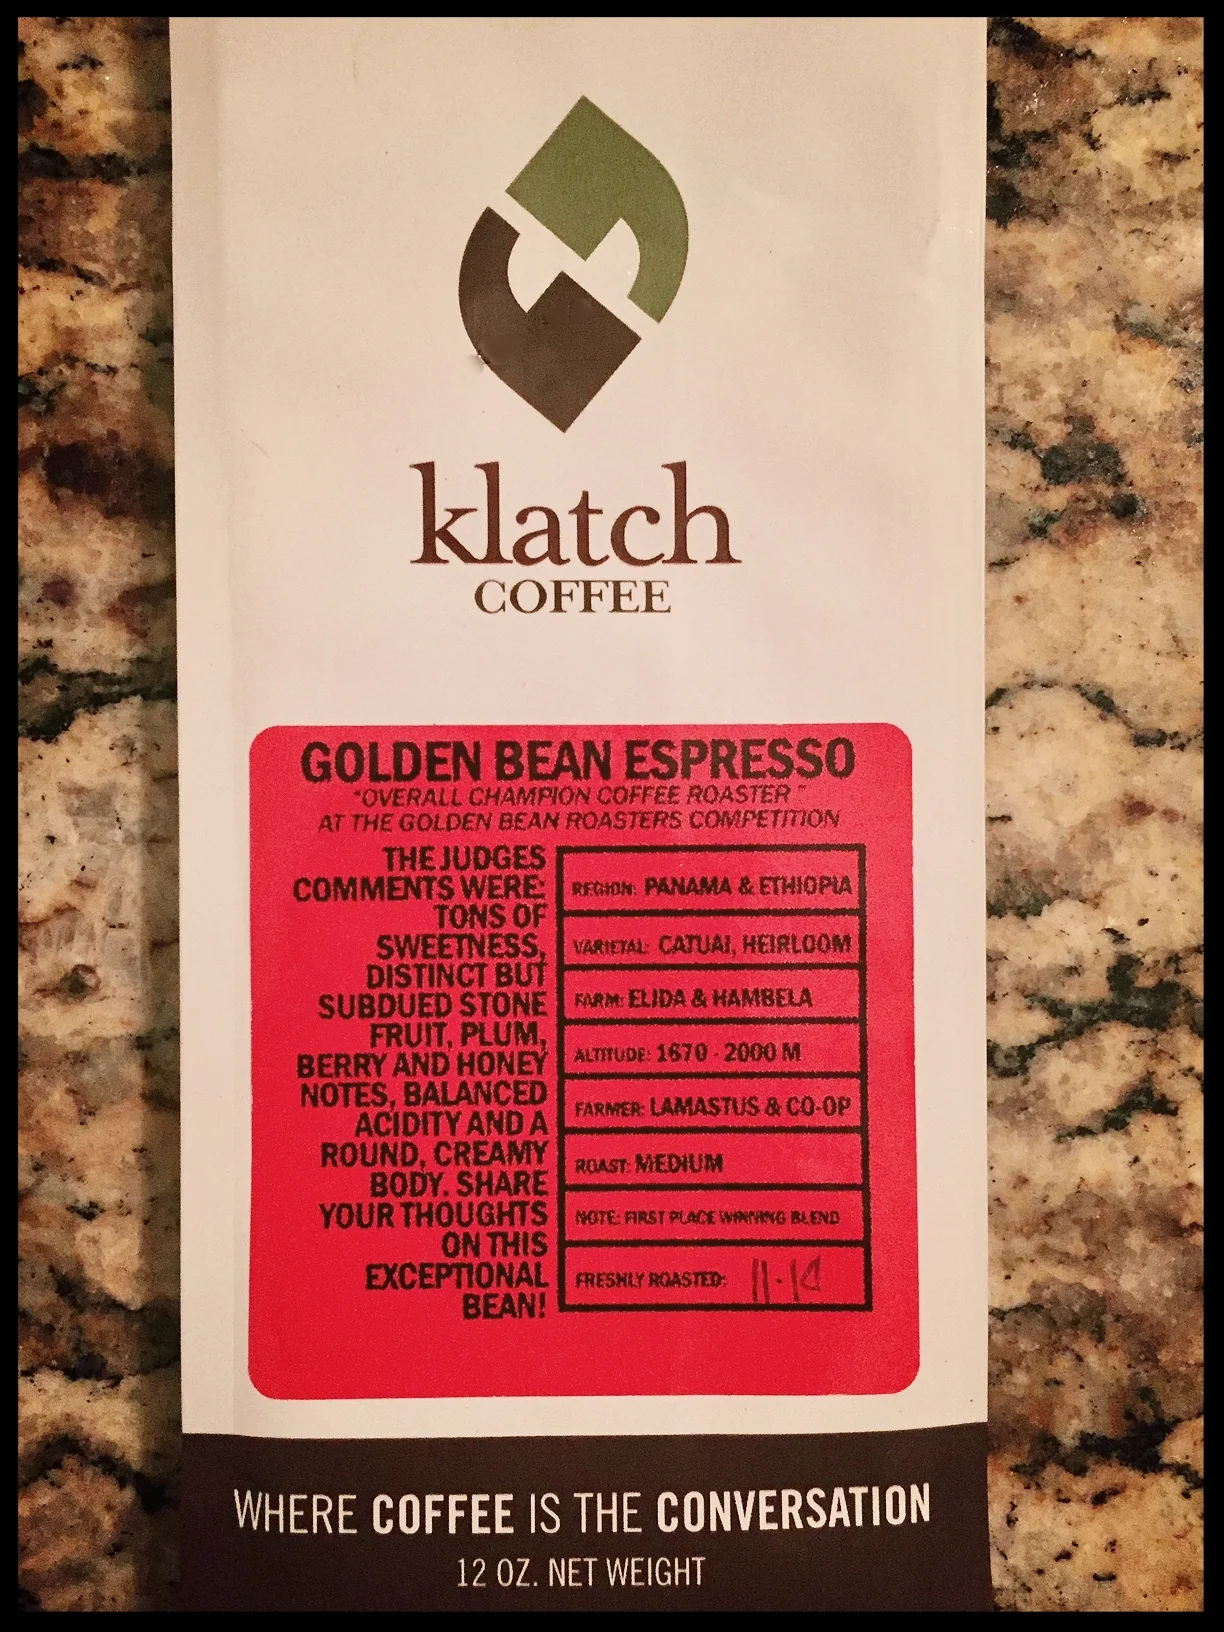 klatch
COFFEE
GOLDEN BEAN ESPRESSO
"OVERALL CHAMPION COFFEE ROASTER"
AT THE GOLDEN BEAN ROASTERS COMPETITION
THE JUDGES
COMMENTS WERE:
TONS OF
SWEETNESS,
DISTINCT BUT
SUBDUED STONE
FRUIT, PLUM,
BERRY AND HONEY
NOTES, BALANCED
ACIDITY AND A
ROUND, CREAMY
BODY. SHARE
YOUR THOUGHTS
ON THIS
EXCEPTIONAL
BEAN!
REGION: PANAMA & ETHIOPIA
VARIETAL: CATUAI, HEIRLOOM
FARM: ELIDA & HAMBELA
ALTITUDE: 1670 - 2000 M
FARMER: LAMASTUS & CO-OP
ROAST: MEDIUM
NOTE: FIRST PLACE WINNING BLEND
FRESHLY ROASTED:
WHERE COFFEE IS THE CONVERSATION
12 OZ. NET WEIGHT